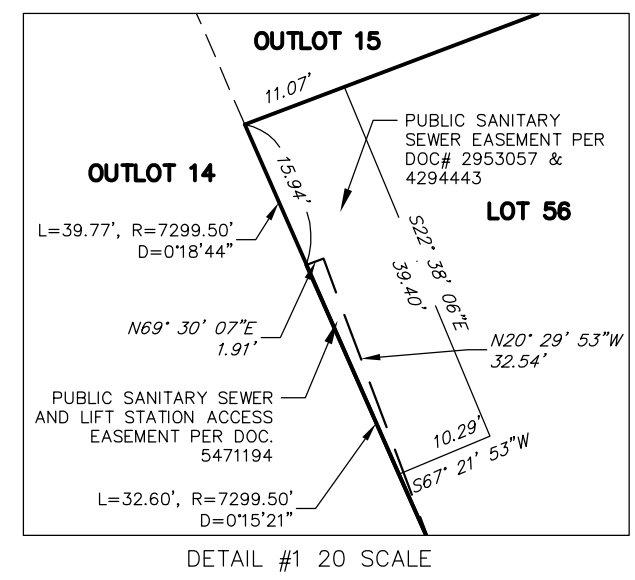 OUTLOT 15
11.07'
PUBLIC SANITARY
SEWER EASEMENT PER
DOC# 2953057 &
4294443
OUTLOT 14
15.94'
LOT 56
L=39.77', R=7299.50'
D=0°18'44"
S22° 38' 06"E
39.40'
N69° 30' 07"E
1.91'
N20° 29' 53"W
32.54'
PUBLIC SANITARY SEWER
AND LIFT STATION ACCESS
EASEMENT PER DOC.
5471194
10.29'
S67° 21' 53"W
L=32.60', R=7299.50'
D=0°15'21"
DETAIL #1 20 SCALE